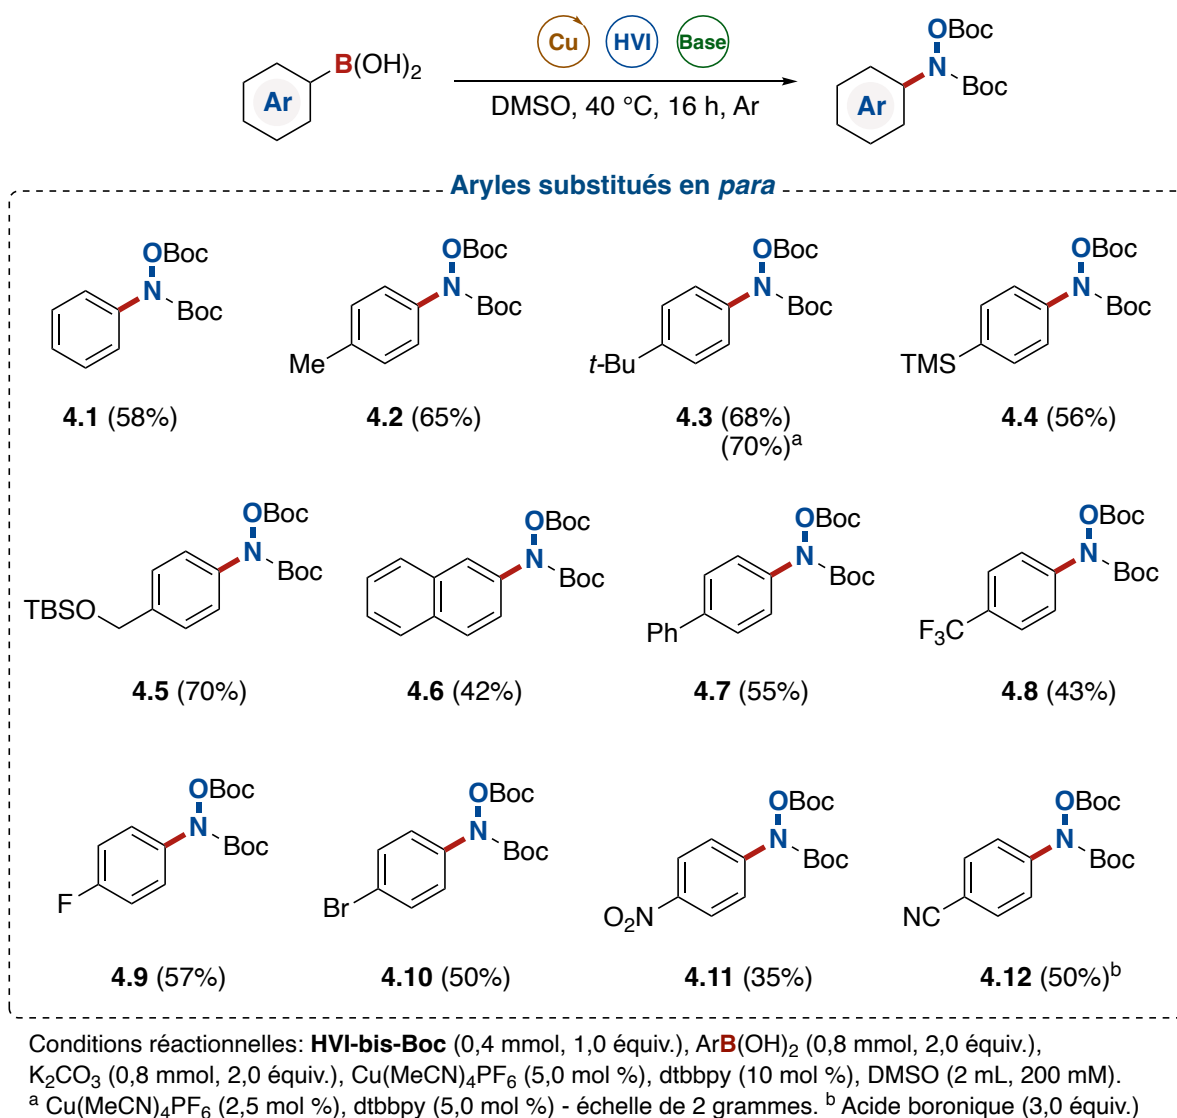 Cu HVI Base
B(OH)₂
Ar
DMSO, 40 °C, 16 h, Ar
OBoc
N
Boc
Ar
Aryles substitués en para
OBoc
N
Boc
4.1 (58%)
OBoc
N
Boc
Me
4.2 (65%)
OBoc
N
Boc
t-Bu
4.3 (68%)
(70%)ᵃ
OBoc
N
Boc
TMS
4.4 (56%)
OBoc
N
Boc
TBSO
4.5 (70%)
OBoc
N
Boc
4.6 (42%)
OBoc
N
Boc
Ph
4.7 (55%)
OBoc
N
Boc
F₃C
4.8 (43%)
OBoc
N
Boc
F
4.9 (57%)
OBoc
N
Boc
Br
4.10 (50%)
OBoc
N
Boc
O₂N
4.11 (35%)
OBoc
N
Boc
NC
4.12 (50%)ᵇ
Conditions réactionnelles: HVI-bis-Boc (0,4 mmol, 1,0 équiv.), ArB(OH)₂ (0,8 mmol, 2,0 équiv.),
K₂CO₃ (0,8 mmol, 2,0 équiv.), Cu(MeCN)₄PF₆ (5,0 mol %), dtbbpy (10 mol %), DMSO (2 mL, 200 mM).
ᵃ Cu(MeCN)₄PF₆ (2,5 mol %), dtbbpy (5,0 mol %) - échelle de 2 grammes. ᵇ Acide boronique (3,0 équiv.)